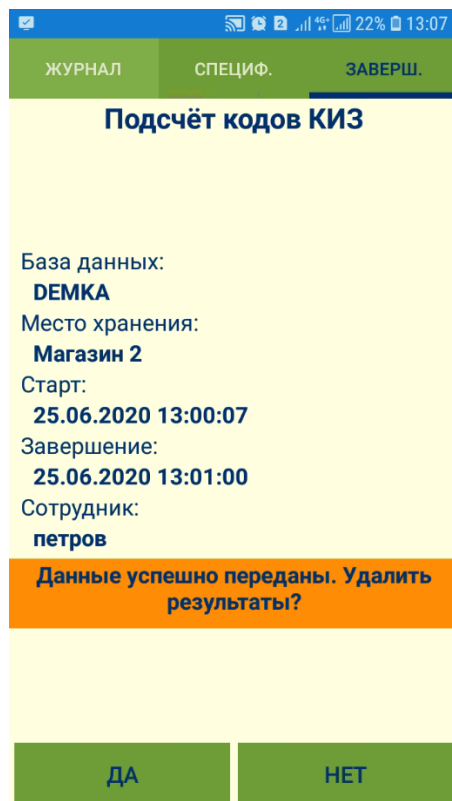 2 4G+ 22% 13:07
ЖУРНАЛ СПЕЦИФ. ЗАВЕРШ.
Подсчёт кодов КИЗ
База данных:
DEMKA
Место хранения:
Магазин 2
Старт:
25.06.2020 13:00:07
Завершение:
25.06.2020 13:01:00
Сотрудник:
петров
Данные успешно переданы. Удалить
результаты?
ДА НЕТ